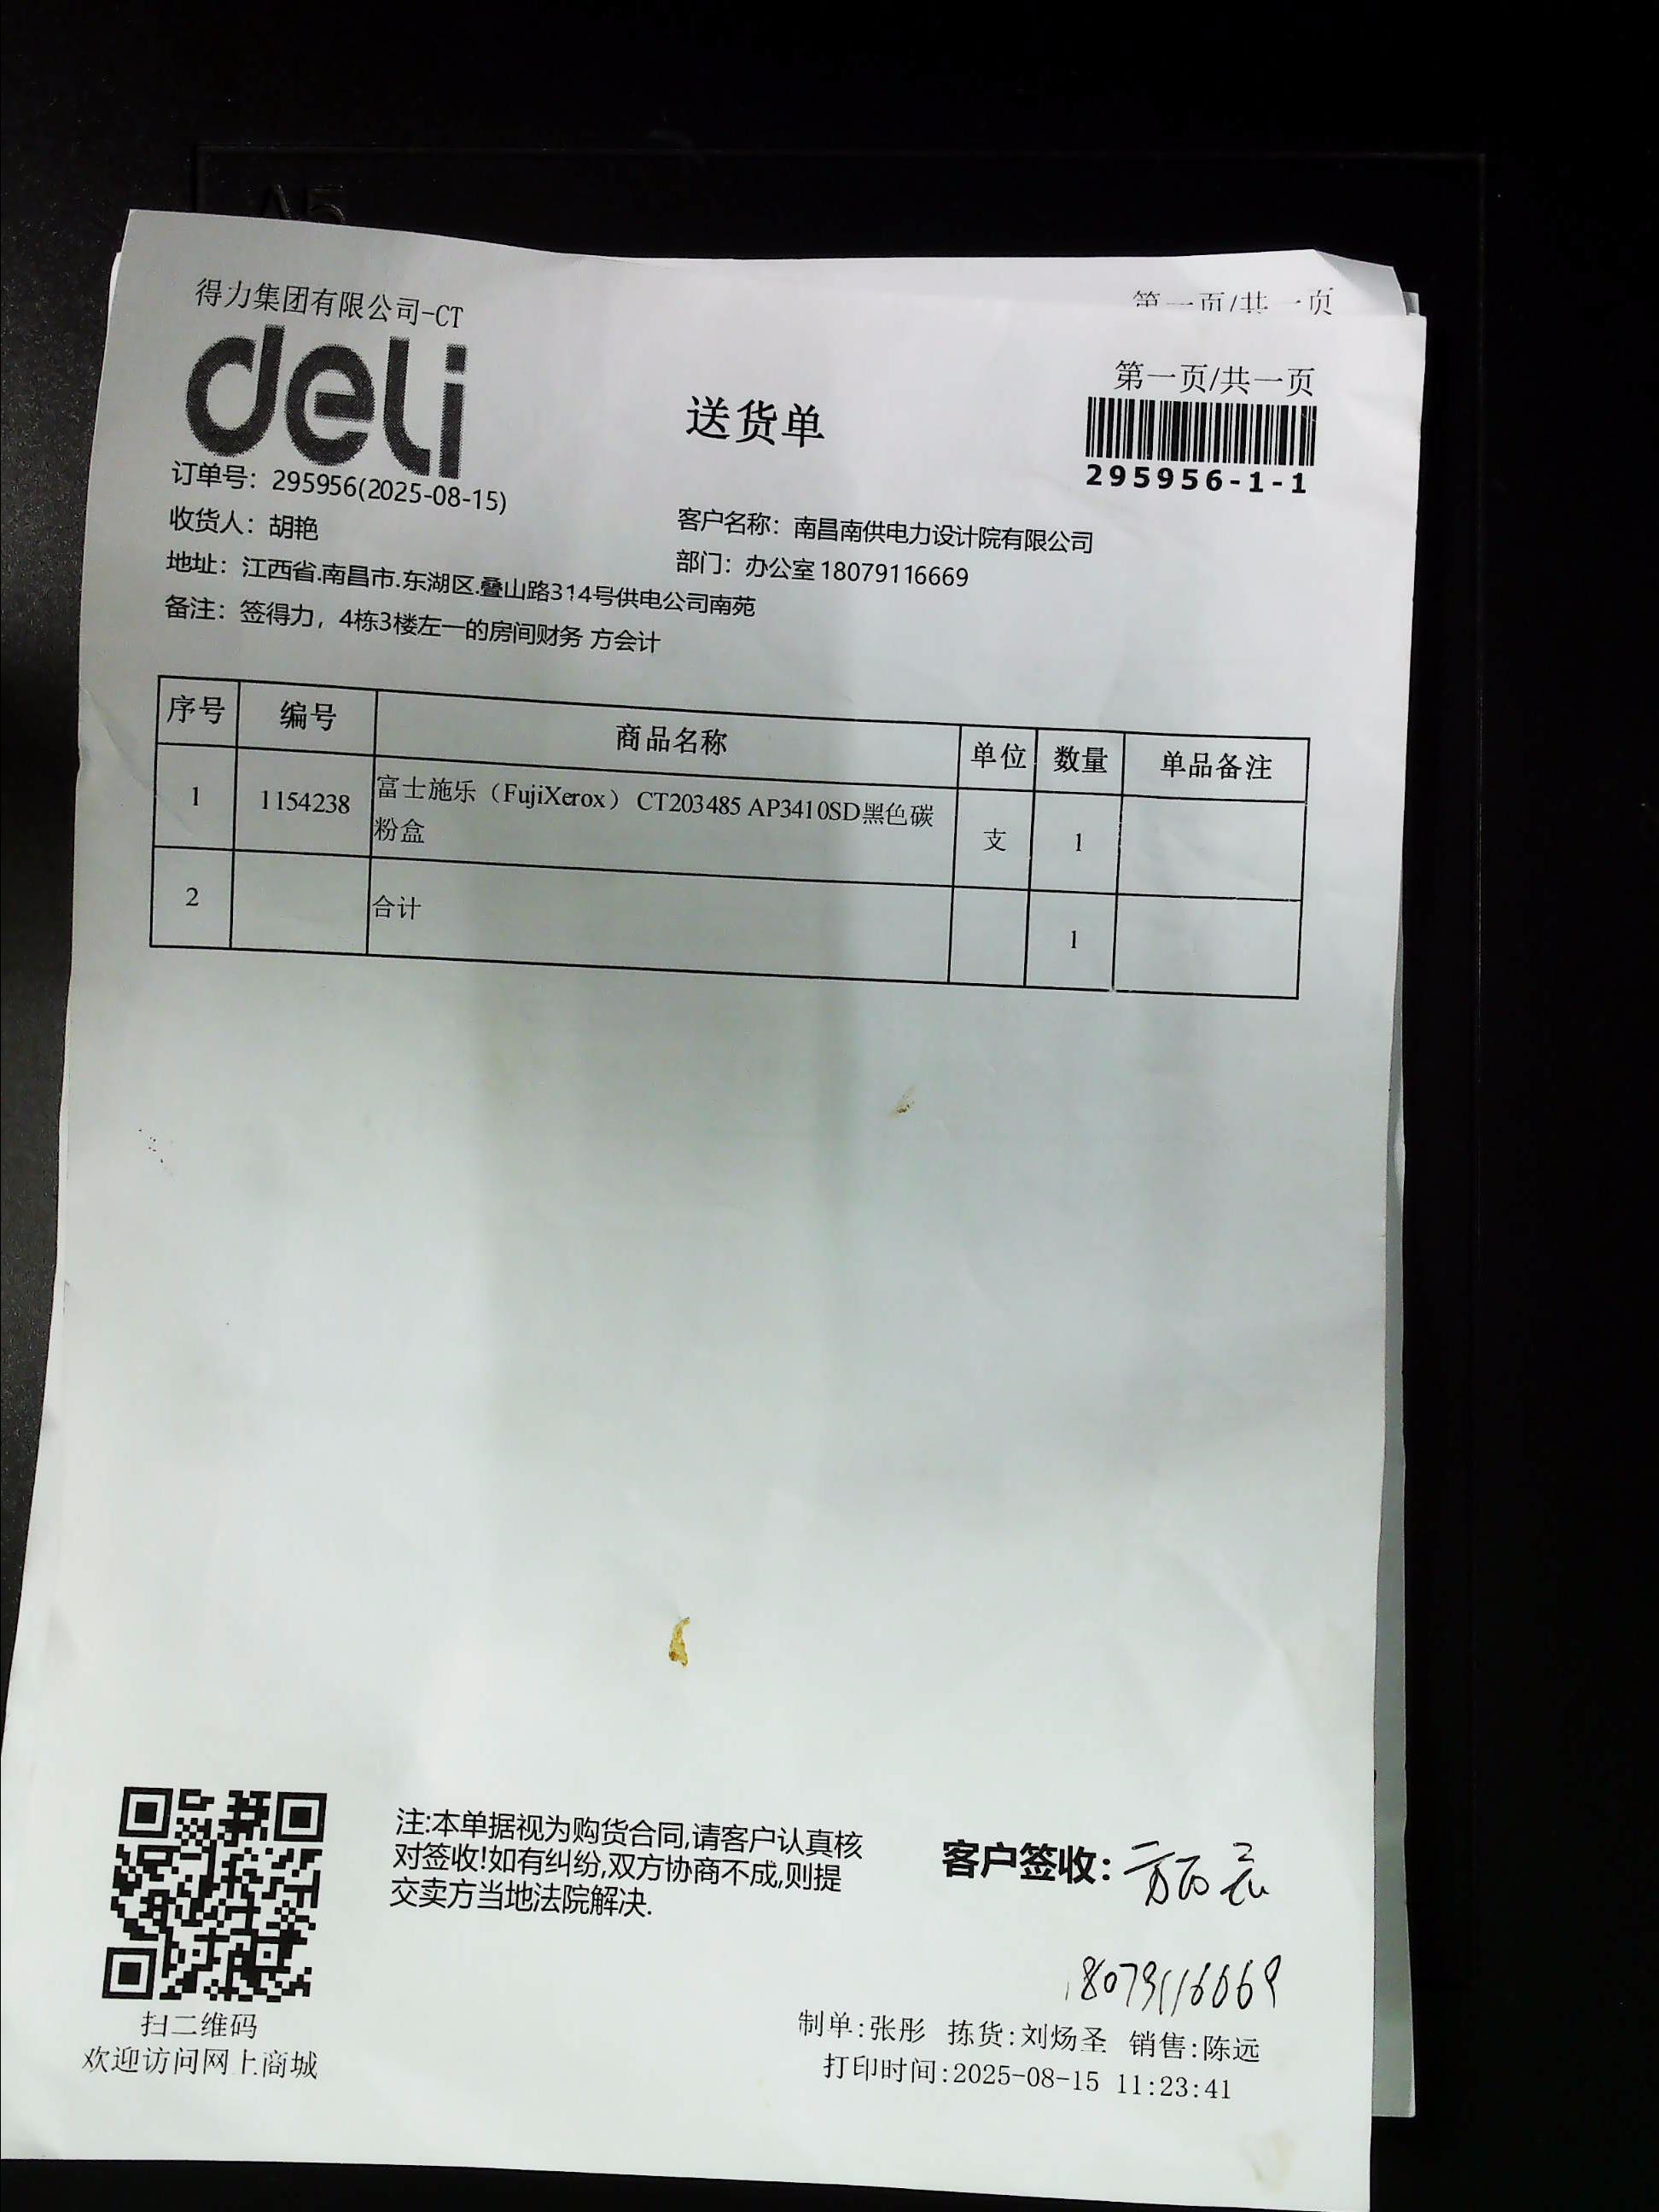 A5
第一页/共一页
得力集团有限公司-CT
deli
送货单
第一页/共一页
295956-1-1
订单号：295956(2025-08-15)
收货人：胡艳
客户名称：南昌南供电力设计院有限公司
地址：江西省.南昌市.东湖区.叠山路314号供电公司南苑
部门：办公室 18079116669
备注：签得力，4栋3楼左一的房间财务 方会计
序号 编号 商品名称 单位 数量 单品备注
1 1154238 富士施乐（FujiXerox） CT203485 AP3410SD黑色碳粉盒 支 1
2 合计 1
注:本单据视为购货合同,请客户认真核
对签收!如有纠纷,双方协商不成,则提
交卖方当地法院解决.
客户签收:
18079116669
扫二维码
欢迎访问网上商城
制单:张彤 拣货:刘炀圣 销售:陈远
打印时间:2025-08-15 11:23:41